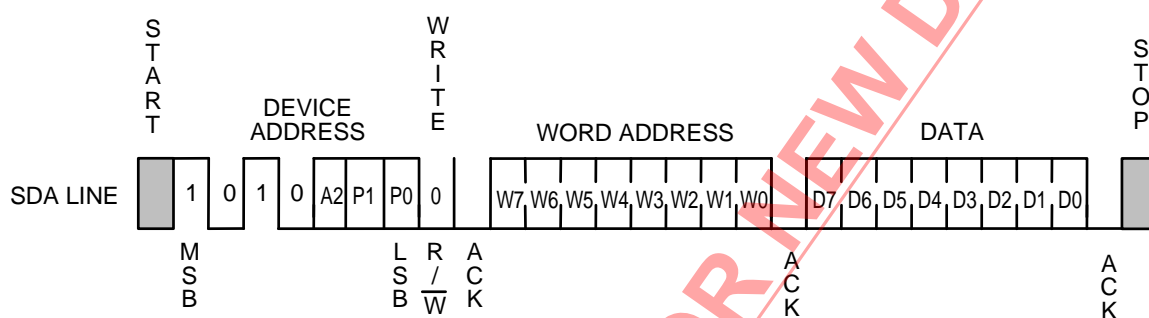 START
WRITE
STOP
DEVICE ADDRESS
WORD ADDRESS
DATA
SDA LINE
1 0 1 0 A2 P1 P0 0
W7 W6 W5 W4 W3 W2 W1 W0
D7 D6 D5 D4 D3 D2 D1 D0
MSB
LSB
R/W̅
ACK
ACK
ACK
OR NEW D